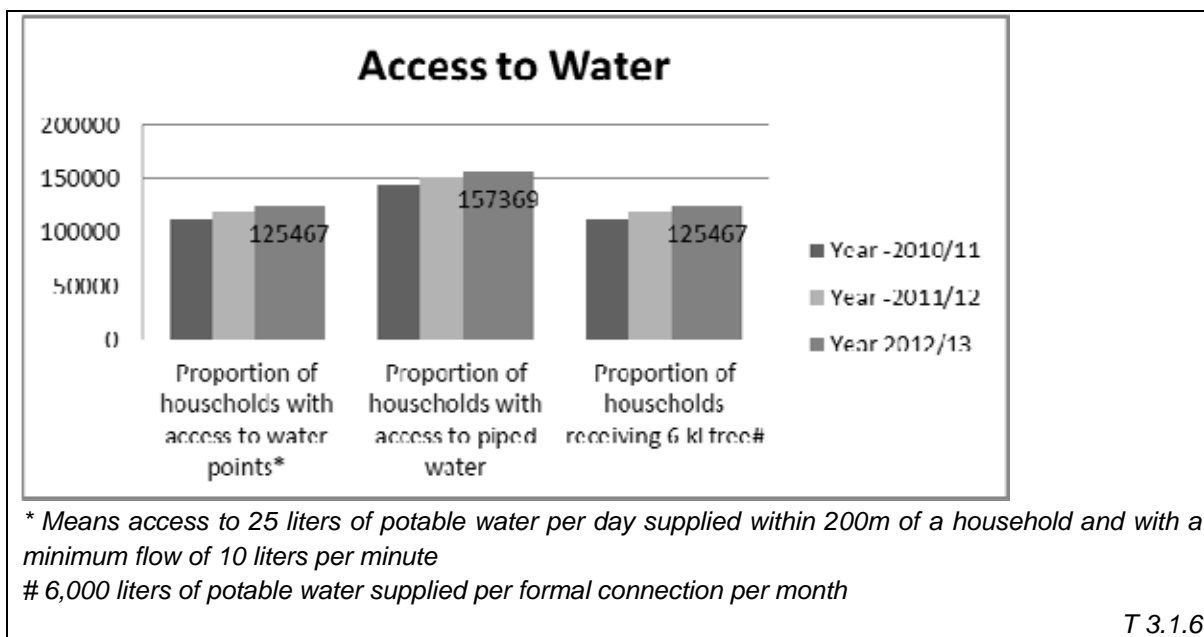 Access to Water
200000
150000
100000
50000
0
125467
157369
125467
Proportion of
households with
access to water
points*
Proportion of
households with
access to piped
water
Proportion of
households
receiving 6 kl free#
Year -2010/11
Year -2011/12
Year 2012/13
* Means access to 25 liters of potable water per day supplied within 200m of a household and with a
minimum flow of 10 liters per minute
# 6,000 liters of potable water supplied per formal connection per month
T 3.1.6